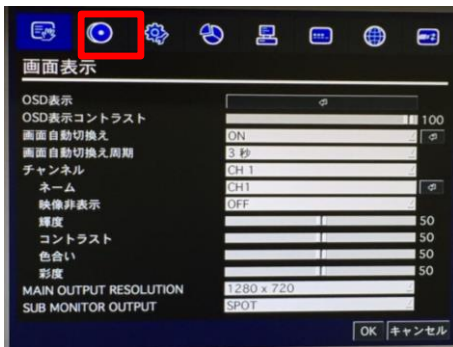 画面表示
OSD表示
OSD表示コントラスト 100
画面自動切換え ON
画面自動切換え周期 3 秒
チャンネル CH 1
ネーム CH1
映像非表示 OFF
輝度 50
コントラスト 50
色合い 50
彩度 50
MAIN OUTPUT RESOLUTION 1280 x 720
SUB MONITOR OUTPUT SPOT
OK キャンセル